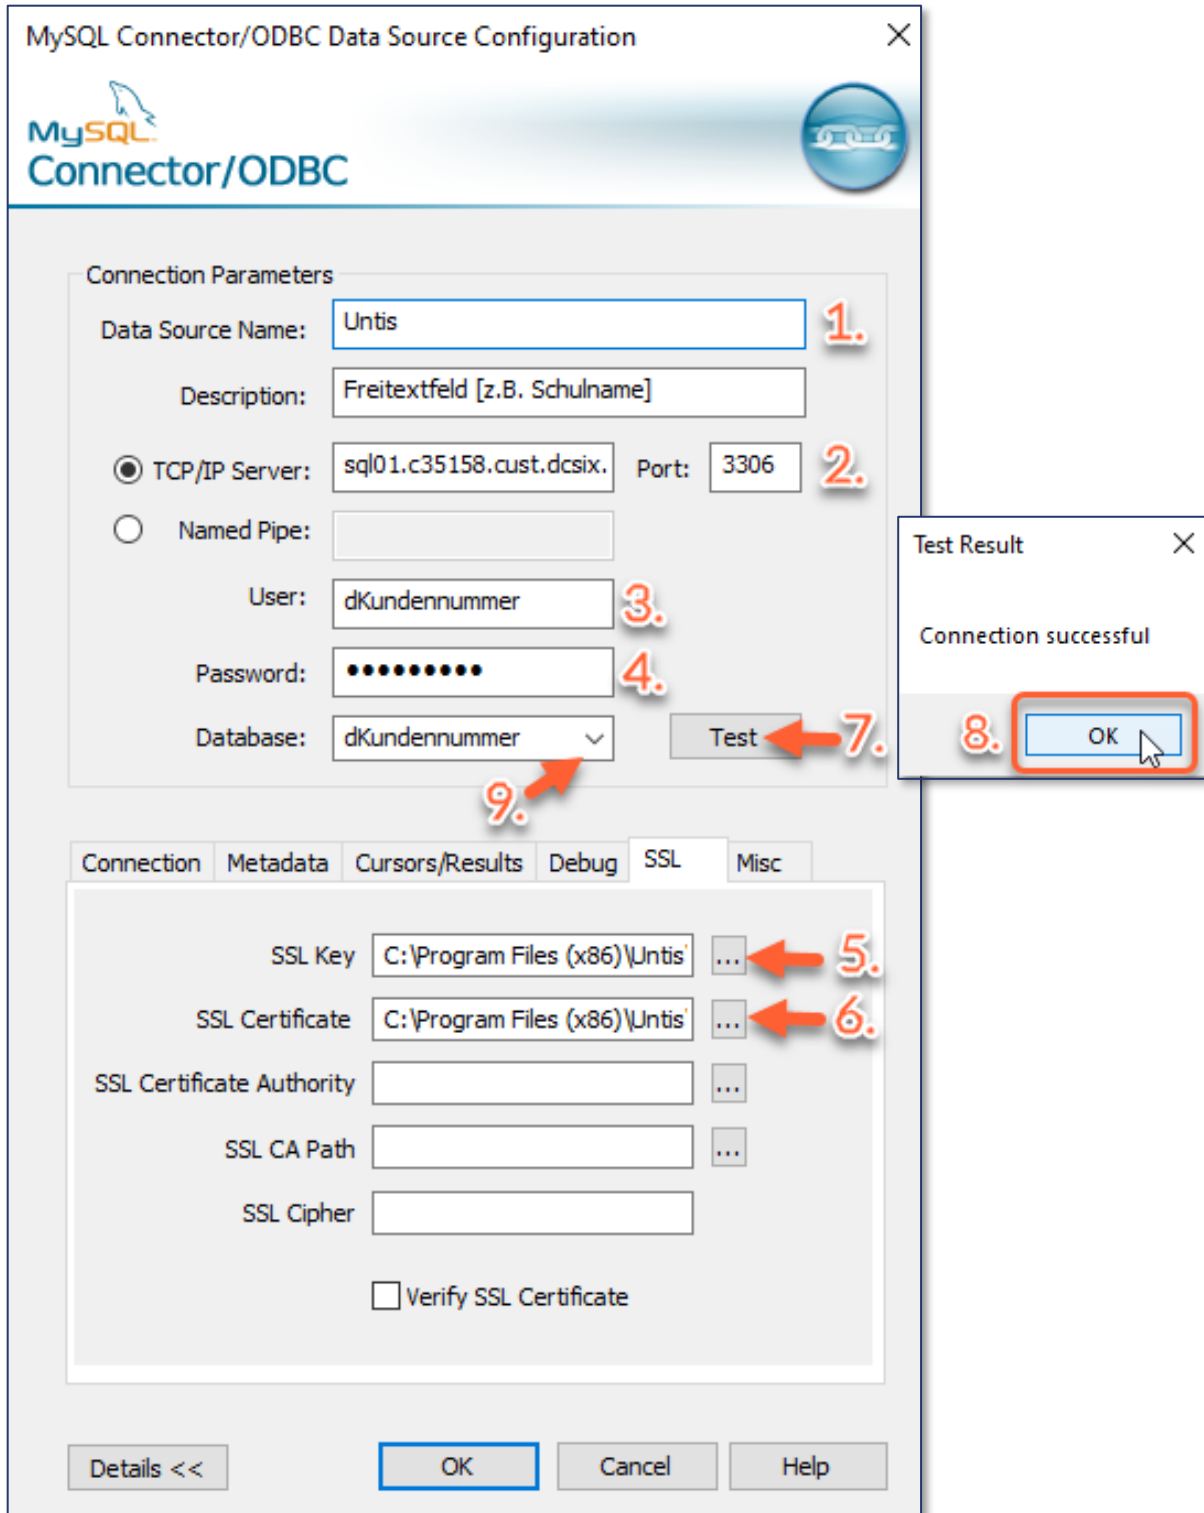 MySQL Connector/ODBC Data Source Configuration
MySQL
Connector/ODBC
Connection Parameters
Data Source Name: Untis 1.
Description: Freitextfeld [z.B. Schulname]
TCP/IP Server: sql01.c35158.cust.dcsix. Port: 3306 2.
Named Pipe:
User: dKundennummer 3.
Password: ●●●●●●●●● 4.
Database: dKundennummer Test 7.
9.
Test Result
Connection successful
8. OK
Connection Metadata Cursors/Results Debug SSL Misc
SSL Key C:\Program Files (x86)\Untis ... 5.
SSL Certificate C:\Program Files (x86)\Untis ... 6.
SSL Certificate Authority ...
SSL CA Path ...
SSL Cipher
Verify SSL Certificate
Details << OK Cancel Help